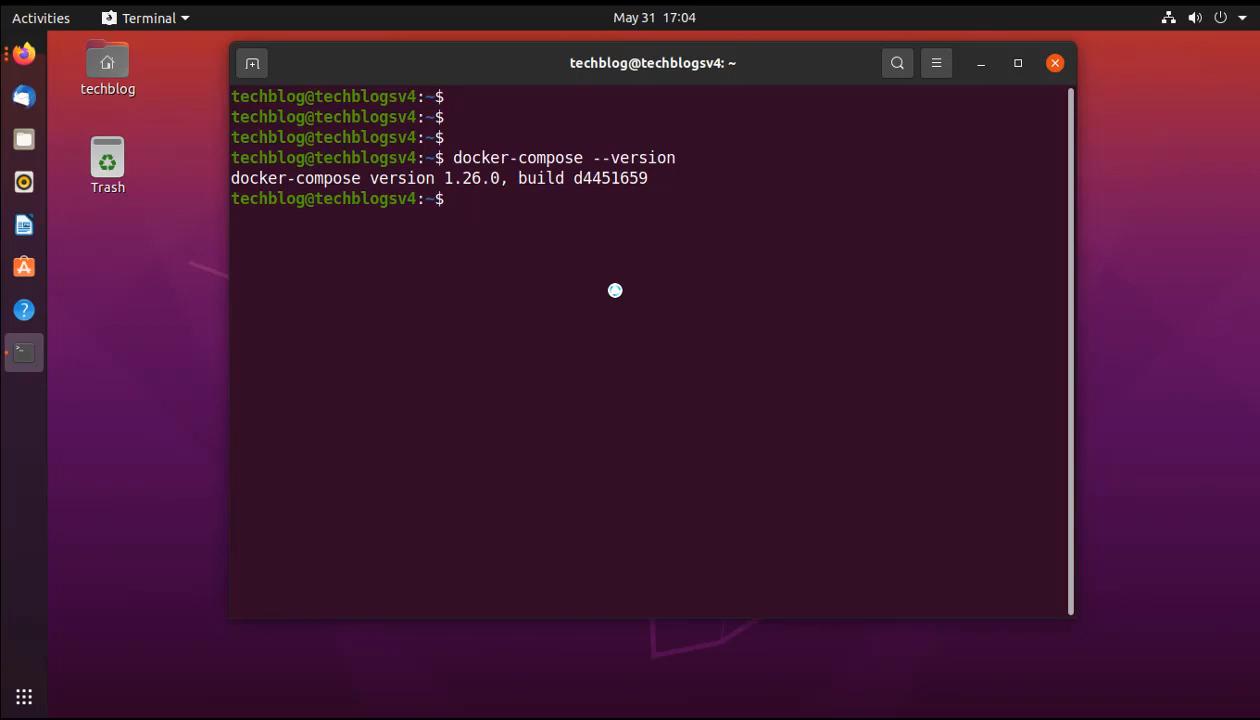 Activities
Terminal
May 31 17:04
techblog
Trash
techblog@techblogsv4: ~
techblog@techblogsv4:~$
techblog@techblogsv4:~$
techblog@techblogsv4:~$
techblog@techblogsv4:~$ docker-compose --version
docker-compose version 1.26.0, build d4451659
techblog@techblogsv4:~$